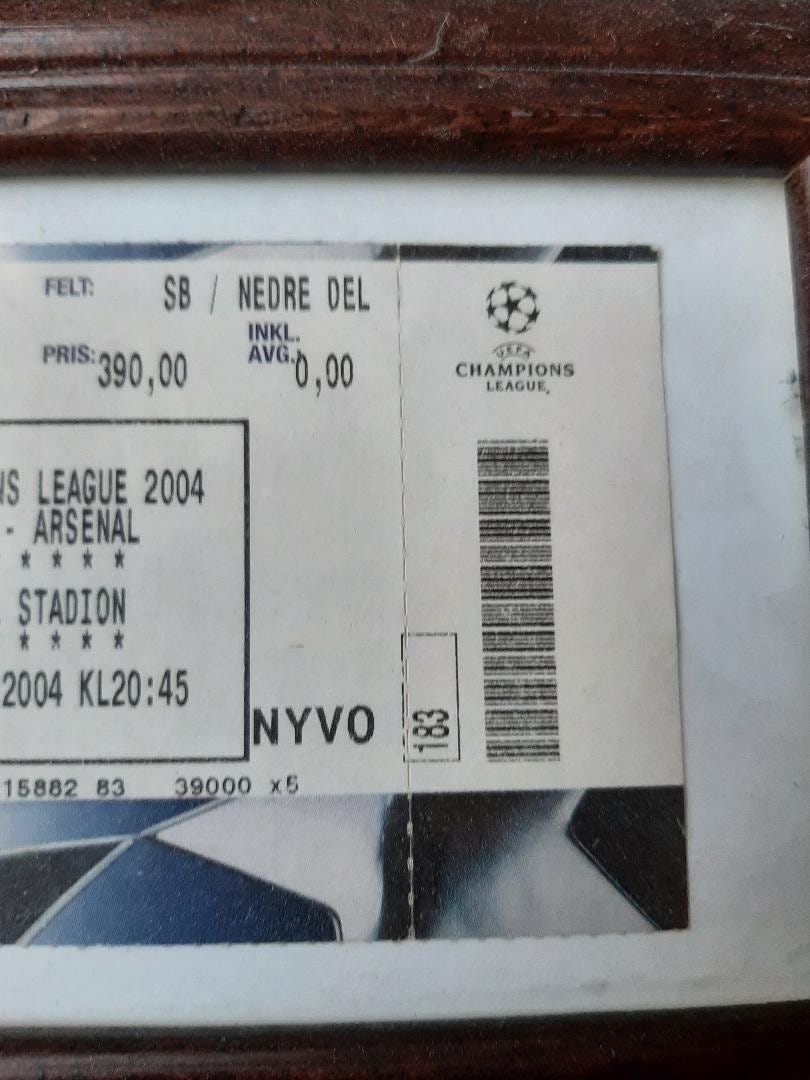 FELT: SB / NEDRE DEL
PRIS: 390,00 INKL. AVG.: 0,00
UEFA
CHAMPIONS
LEAGUE
NS LEAGUE 2004
- ARSENAL
* * * *
STADION
* * * *
2004 KL20:45
NYVO
183
15882 83 39000 x5